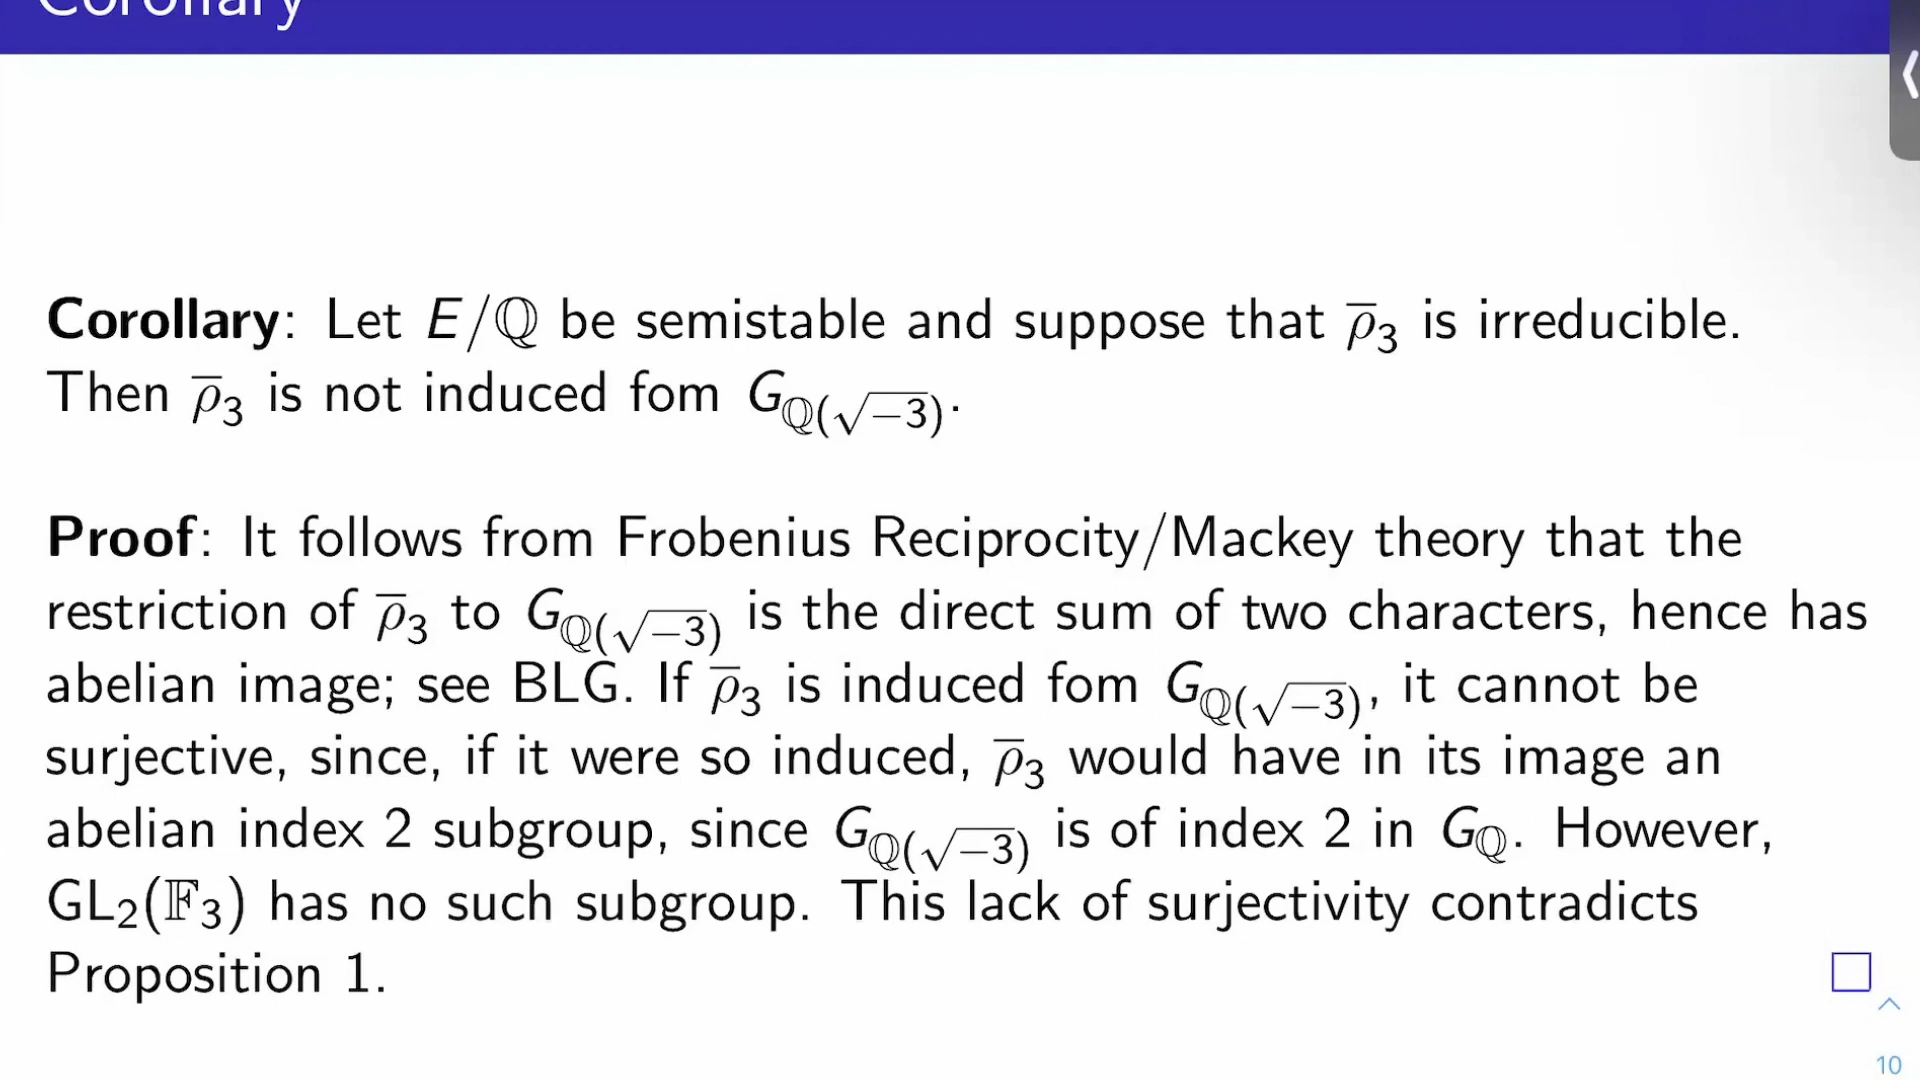 Corollary
Corollary: Let E/ℚ be semistable and suppose that ρ̅₃ is irreducible.
Then ρ̅₃ is not induced fom G_{ℚ(√−3)}.
Proof: It follows from Frobenius Reciprocity/Mackey theory that the
restriction of ρ̅₃ to G_{ℚ(√−3)} is the direct sum of two characters, hence has
abelian image; see BLG. If ρ̅₃ is induced fom G_{ℚ(√−3)}, it cannot be
surjective, since, if it were so induced, ρ̅₃ would have in its image an
abelian index 2 subgroup, since G_{ℚ(√−3)} is of index 2 in G_ℚ. However,
GL₂(𝔽₃) has no such subgroup. This lack of surjectivity contradicts
Proposition 1. □
10